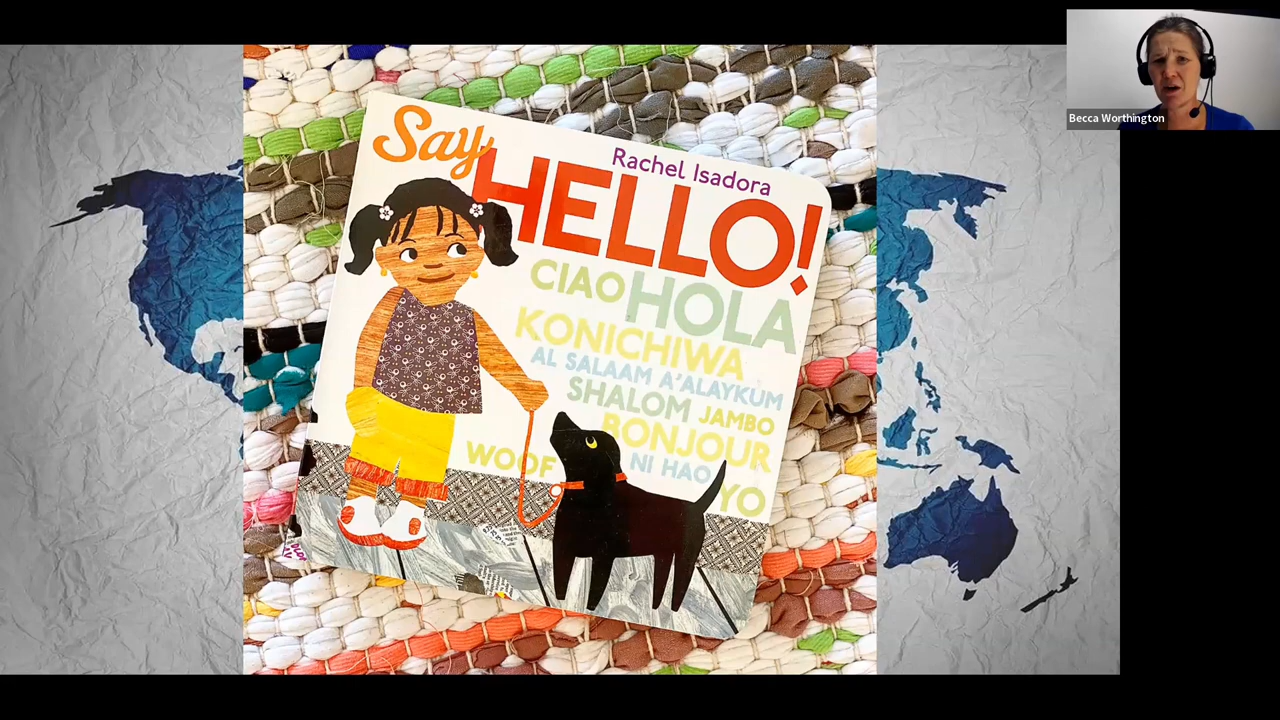 Say
HELLO!
Rachel Isadora
CIAO HOLA
KONICHIWA
AL SALAAM A'ALAYKUM
SHALOM JAMBO
BONJOUR
WOOF
NI HAO
YO
Becca Worthington